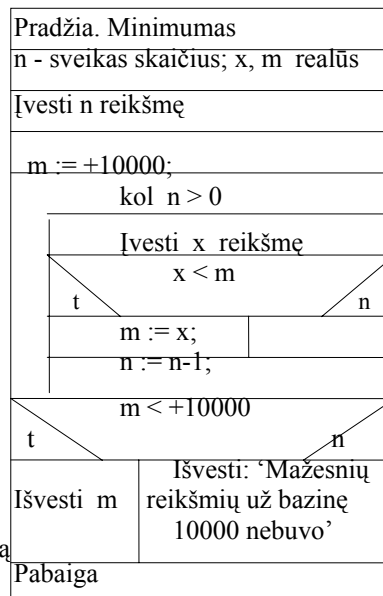 Pradžia. Minimumas
n - sveikas skaičius; x, m realūs
Įvesti n reikšmę
m := +10000;
kol n > 0
Įvesti x reikšmę
x < m
t
n
m := x;
n := n-1;
m < +10000
t
n
Išvesti m
Išvesti: ‘Mažesnių
reikšmių už bazinę
10000 nebuvo’
ą
Pabaiga